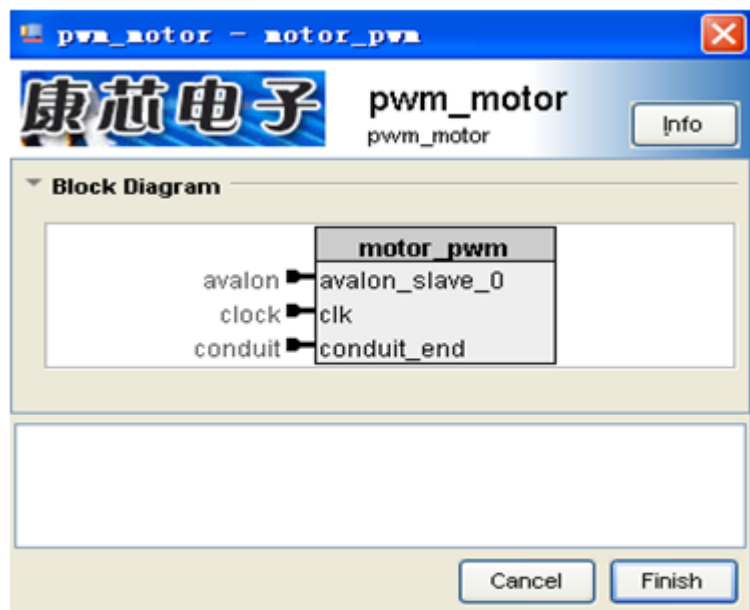 pwm_motor - motor_pwm
康芯电子
pwm_motor
pwm_motor
Info
Block Diagram
motor_pwm
avalon avalon_slave_0
clock clk
conduit conduit_end
Cancel Finish